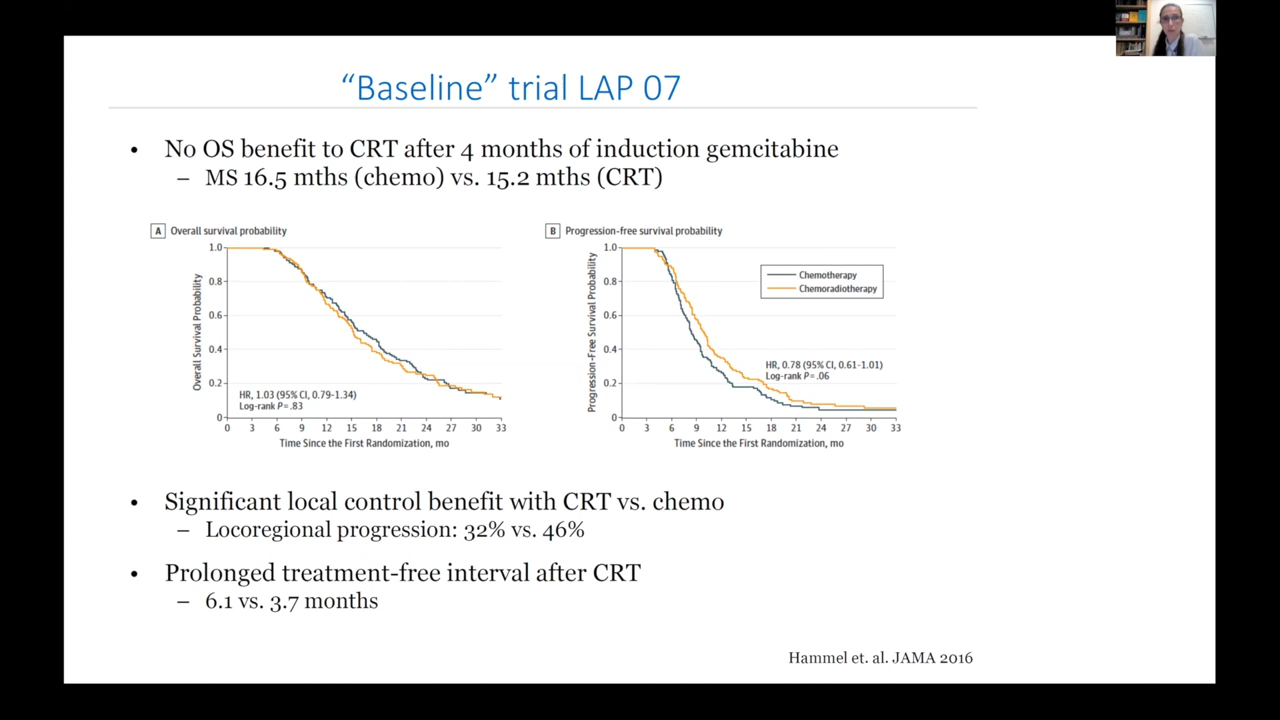 “Baseline” trial LAP 07
• No OS benefit to CRT after 4 months of induction gemcitabine
– MS 16.5 mths (chemo) vs. 15.2 mths (CRT)
A Overall survival probability
1.0
0.8
0.6
0.4
0.2
0
Overall Survival Probability
HR, 1.03 (95% CI, 0.79-1.34)
Log-rank P=.83
0 3 6 9 12 15 18 21 24 27 30 33
Time Since the First Randomization, mo
B Progression-free survival probability
1.0
0.8
0.6
0.4
0.2
0
Progression-Free Survival Probability
Chemotherapy
Chemoradiotherapy
HR, 0.78 (95% CI, 0.61-1.01)
Log-rank P=.06
0 3 6 9 12 15 18 21 24 27 30 33
Time Since the First Randomization, mo
• Significant local control benefit with CRT vs. chemo
– Locoregional progression: 32% vs. 46%
• Prolonged treatment-free interval after CRT
– 6.1 vs. 3.7 months
Hammel et. al. JAMA 2016